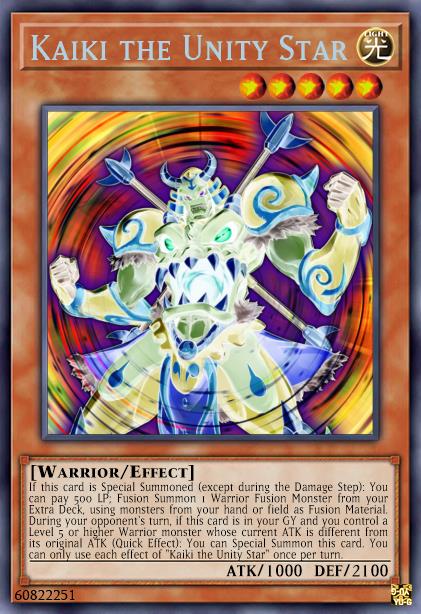 KAIKI THE UNITY STAR
LIGHT
光
[WARRIOR/EFFECT]
If this card is Special Summoned (except during the Damage Step): You
can pay 500 LP; Fusion Summon 1 Warrior Fusion Monster from your
Extra Deck, using monsters from your hand or field as Fusion Material.
During your opponent's turn, if this card is in your GY and you control a
Level 5 or higher Warrior monster whose current ATK is different from
its original ATK (Quick Effect): You can Special Summon this card. You
can only use each effect of "Kaiki the Unity Star" once per turn.
ATK/1000 DEF/2100
60822251